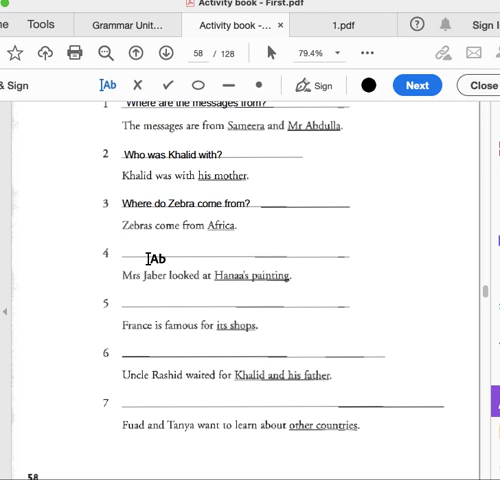 Activity book - First.pdf
ne Tools Grammar Unit... Activity book -... × 1.pdf Sign I
58 / 128 79.4%
& Sign Ab Sign Next Close
1 Where are the messages from?
The messages are from Sameera and Mr Abdulla.
2 Who was Khalid with?
Khalid was with his mother.
3 Where do Zebra come from?
Zebras come from Africa.
4 Ab
Mrs Jaber looked at Hanaa's painting.
5
France is famous for its shops.
6
Uncle Rashid waited for Khalid and his father.
7
Fuad and Tanya want to learn about other countries.
58